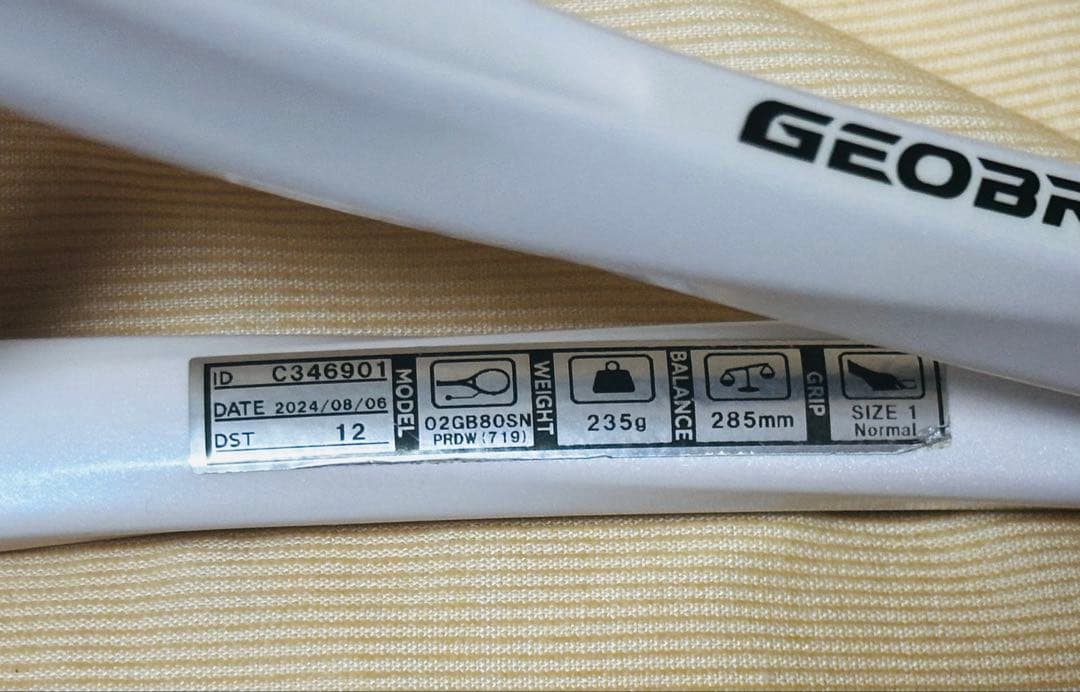 GEOBR
ID C346901
DATE 2024/08/06
DST 12
MODEL
02GB80SN
PRDW(719)
WEIGHT
235g
BALANCE
285mm
GRIP
SIZE 1
Normal